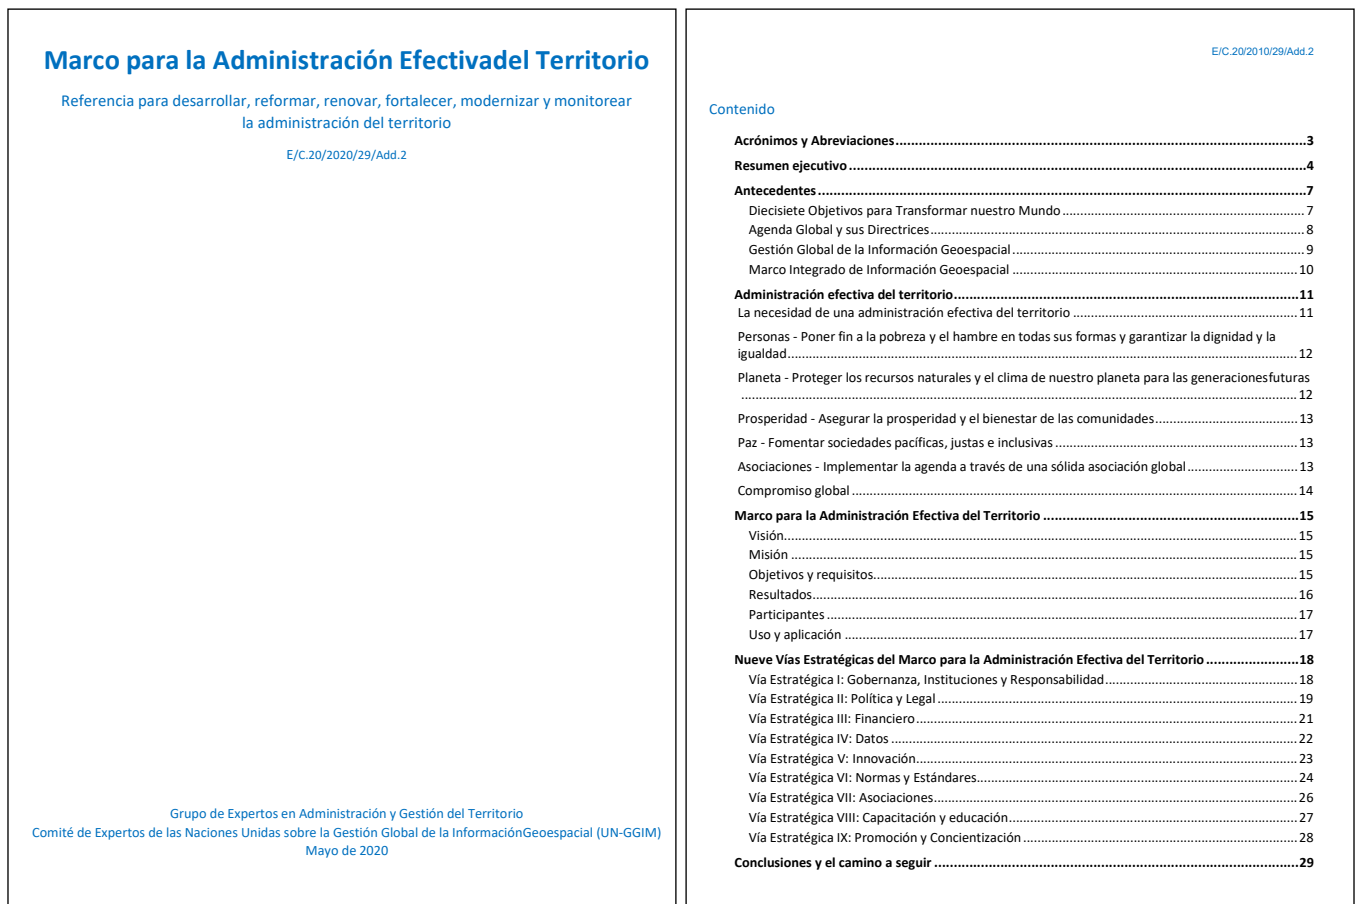 Marco para la Administración Efectivadel Territorio
Referencia para desarrollar, reformar, renovar, fortalecer, modernizar y monitorear
la administración del territorio
E/C.20/2020/29/Add.2
Grupo de Expertos en Administración y Gestión del Territorio
Comité de Expertos de las Naciones Unidas sobre la Gestión Global de la InformaciónGeoespacial (UN-GGIM)
Mayo de 2020
E/C.20/2010/29/Add.2
Contenido
Acrónimos y Abreviaciones 3
Resumen ejecutivo 4
Antecedentes 7
Diecisiete Objetivos para Transformar nuestro Mundo 7
Agenda Global y sus Directrices 8
Gestión Global de la Información Geoespacial 9
Marco Integrado de Información Geoespacial 10
Administración efectiva del territorio 11
La necesidad de una administración efectiva del territorio 11
Personas - Poner fin a la pobreza y el hambre en todas sus formas y garantizar la dignidad y la
igualdad 12
Planeta - Proteger los recursos naturales y el clima de nuestro planeta para las generacionesfuturas
12
Prosperidad - Asegurar la prosperidad y el bienestar de las comunidades 13
Paz - Fomentar sociedades pacíficas, justas e inclusivas 13
Asociaciones - Implementar la agenda a través de una sólida asociación global 13
Compromiso global 14
Marco para la Administración Efectiva del Territorio 15
Visión 15
Misión 15
Objetivos y requisitos 15
Resultados 16
Participantes 17
Uso y aplicación 17
Nueve Vías Estratégicas del Marco para la Administración Efectiva del Territorio 18
Vía Estratégica I: Gobernanza, Instituciones y Responsabilidad 18
Vía Estratégica II: Política y Legal 19
Vía Estratégica III: Financiero 21
Vía Estratégica IV: Datos 22
Vía Estratégica V: Innovación 23
Vía Estratégica VI: Normas y Estándares 24
Vía Estratégica VII: Asociaciones 26
Vía Estratégica VIII: Capacitación y educación 27
Vía Estratégica IX: Promoción y Concientización 28
Conclusiones y el camino a seguir 29